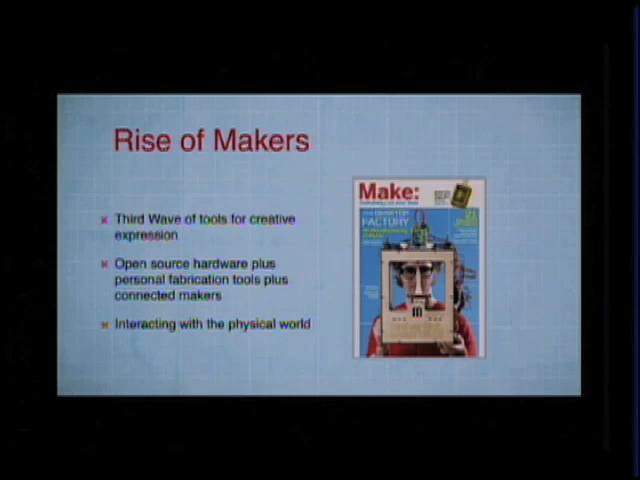 Rise of Makers
Third Wave of tools for creative
expression
Open source hardware plus
personal fabrication tools plus
connected makers
Interacting with the physical world
Make:
FACTORY